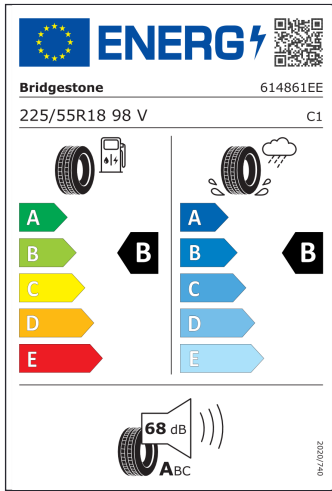 ENERG
Bridgestone 614861EE
225/55R18 98 V C1
A A
B B B B
C C
D D
E E
68 dB
ABC
2020/740